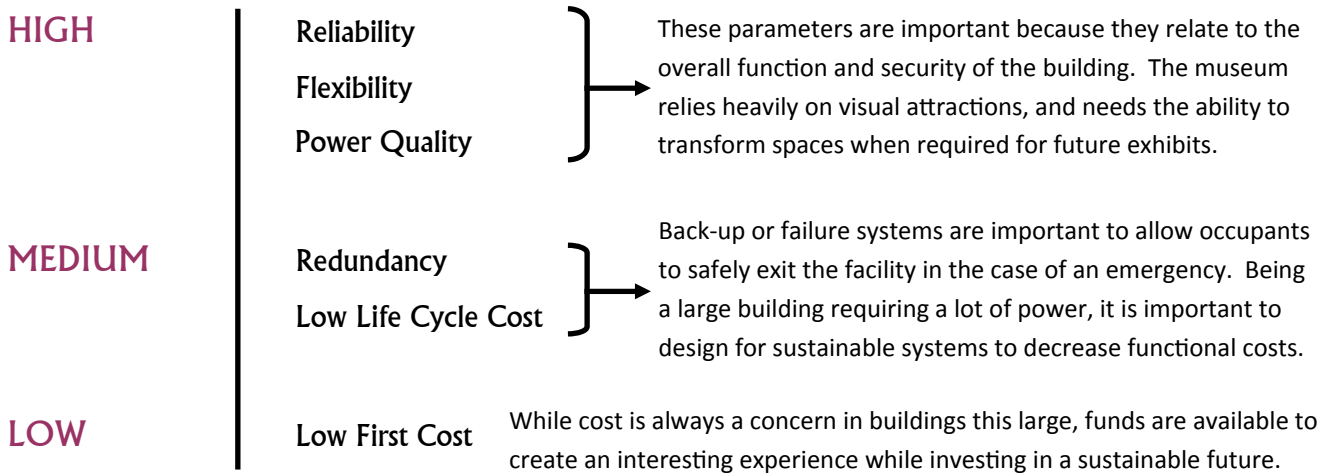 HIGH
Reliability
Flexibility
Power Quality
These parameters are important because they relate to the
overall function and security of the building.  The museum
relies heavily on visual attractions, and needs the ability to
transform spaces when required for future exhibits.
MEDIUM
Redundancy
Low Life Cycle Cost
Back-up or failure systems are important to allow occupants
to safely exit the facility in the case of an emergency.  Being
a large building requiring a lot of power, it is important to
design for sustainable systems to decrease functional costs.
LOW
Low First Cost
While cost is always a concern in buildings this large, funds are available to
create an interesting experience while investing in a sustainable future.